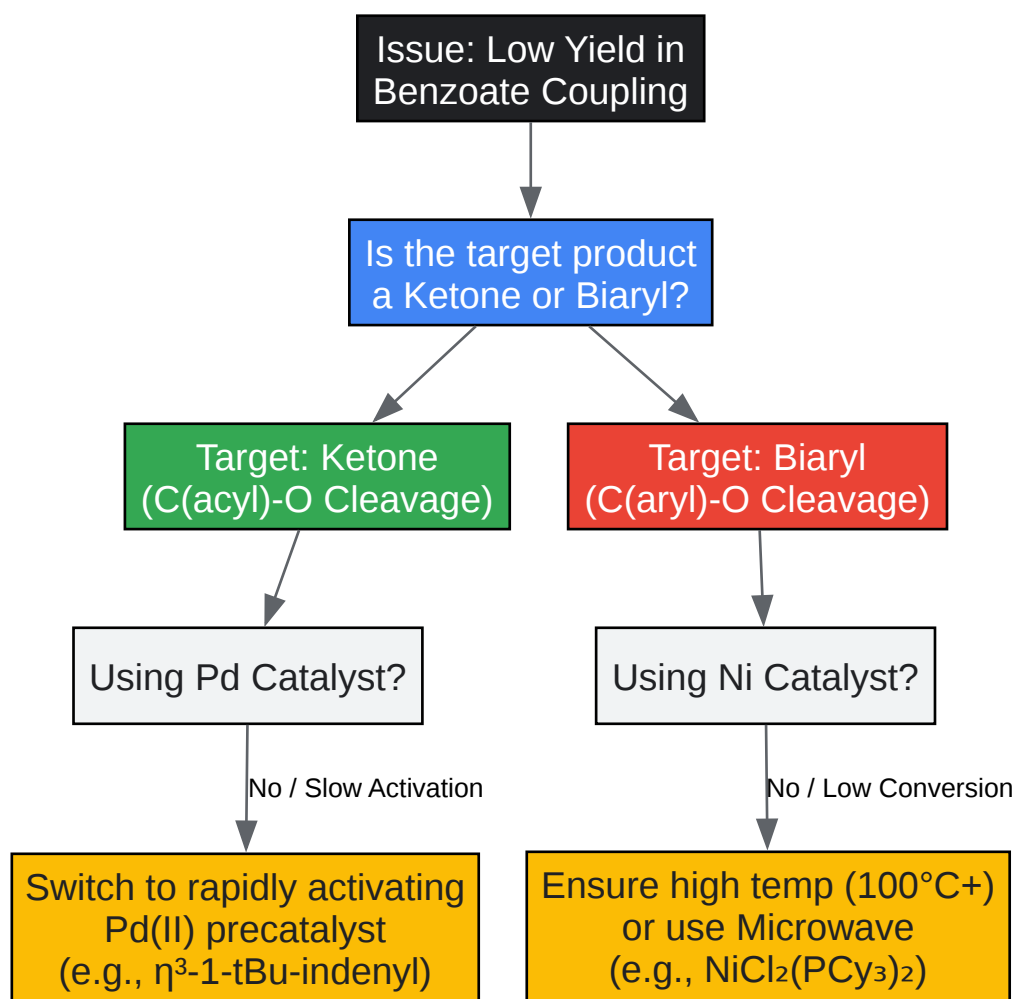 Issue: Low Yield in
Benzoate Coupling
Is the target product
a Ketone or Biaryl?
Target: Ketone
(C(acyl)-O Cleavage)
Target: Biaryl
(C(aryl)-O Cleavage)
Using Pd Catalyst?
Using Ni Catalyst?
No / Slow Activation
No / Low Conversion
Switch to rapidly activating
Pd(II) precatalyst
(e.g., η³-1-tBu-indenyl)
Ensure high temp (100°C+)
or use Microwave
(e.g., NiCl₂(PCy₃)₂)